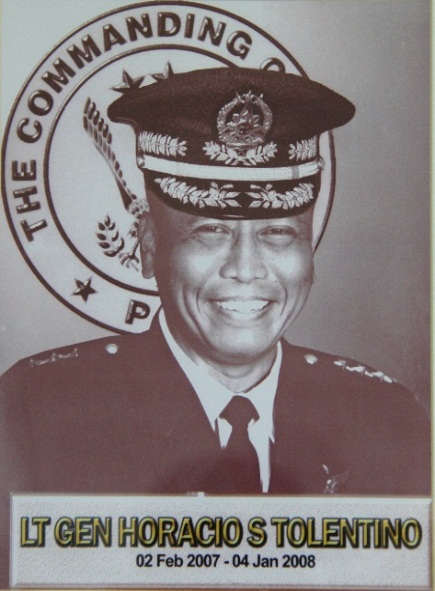 THE COMMANDING
P
LT GEN HORACIO S TOLENTINO
02 Feb 2007 - 04 Jan 2008